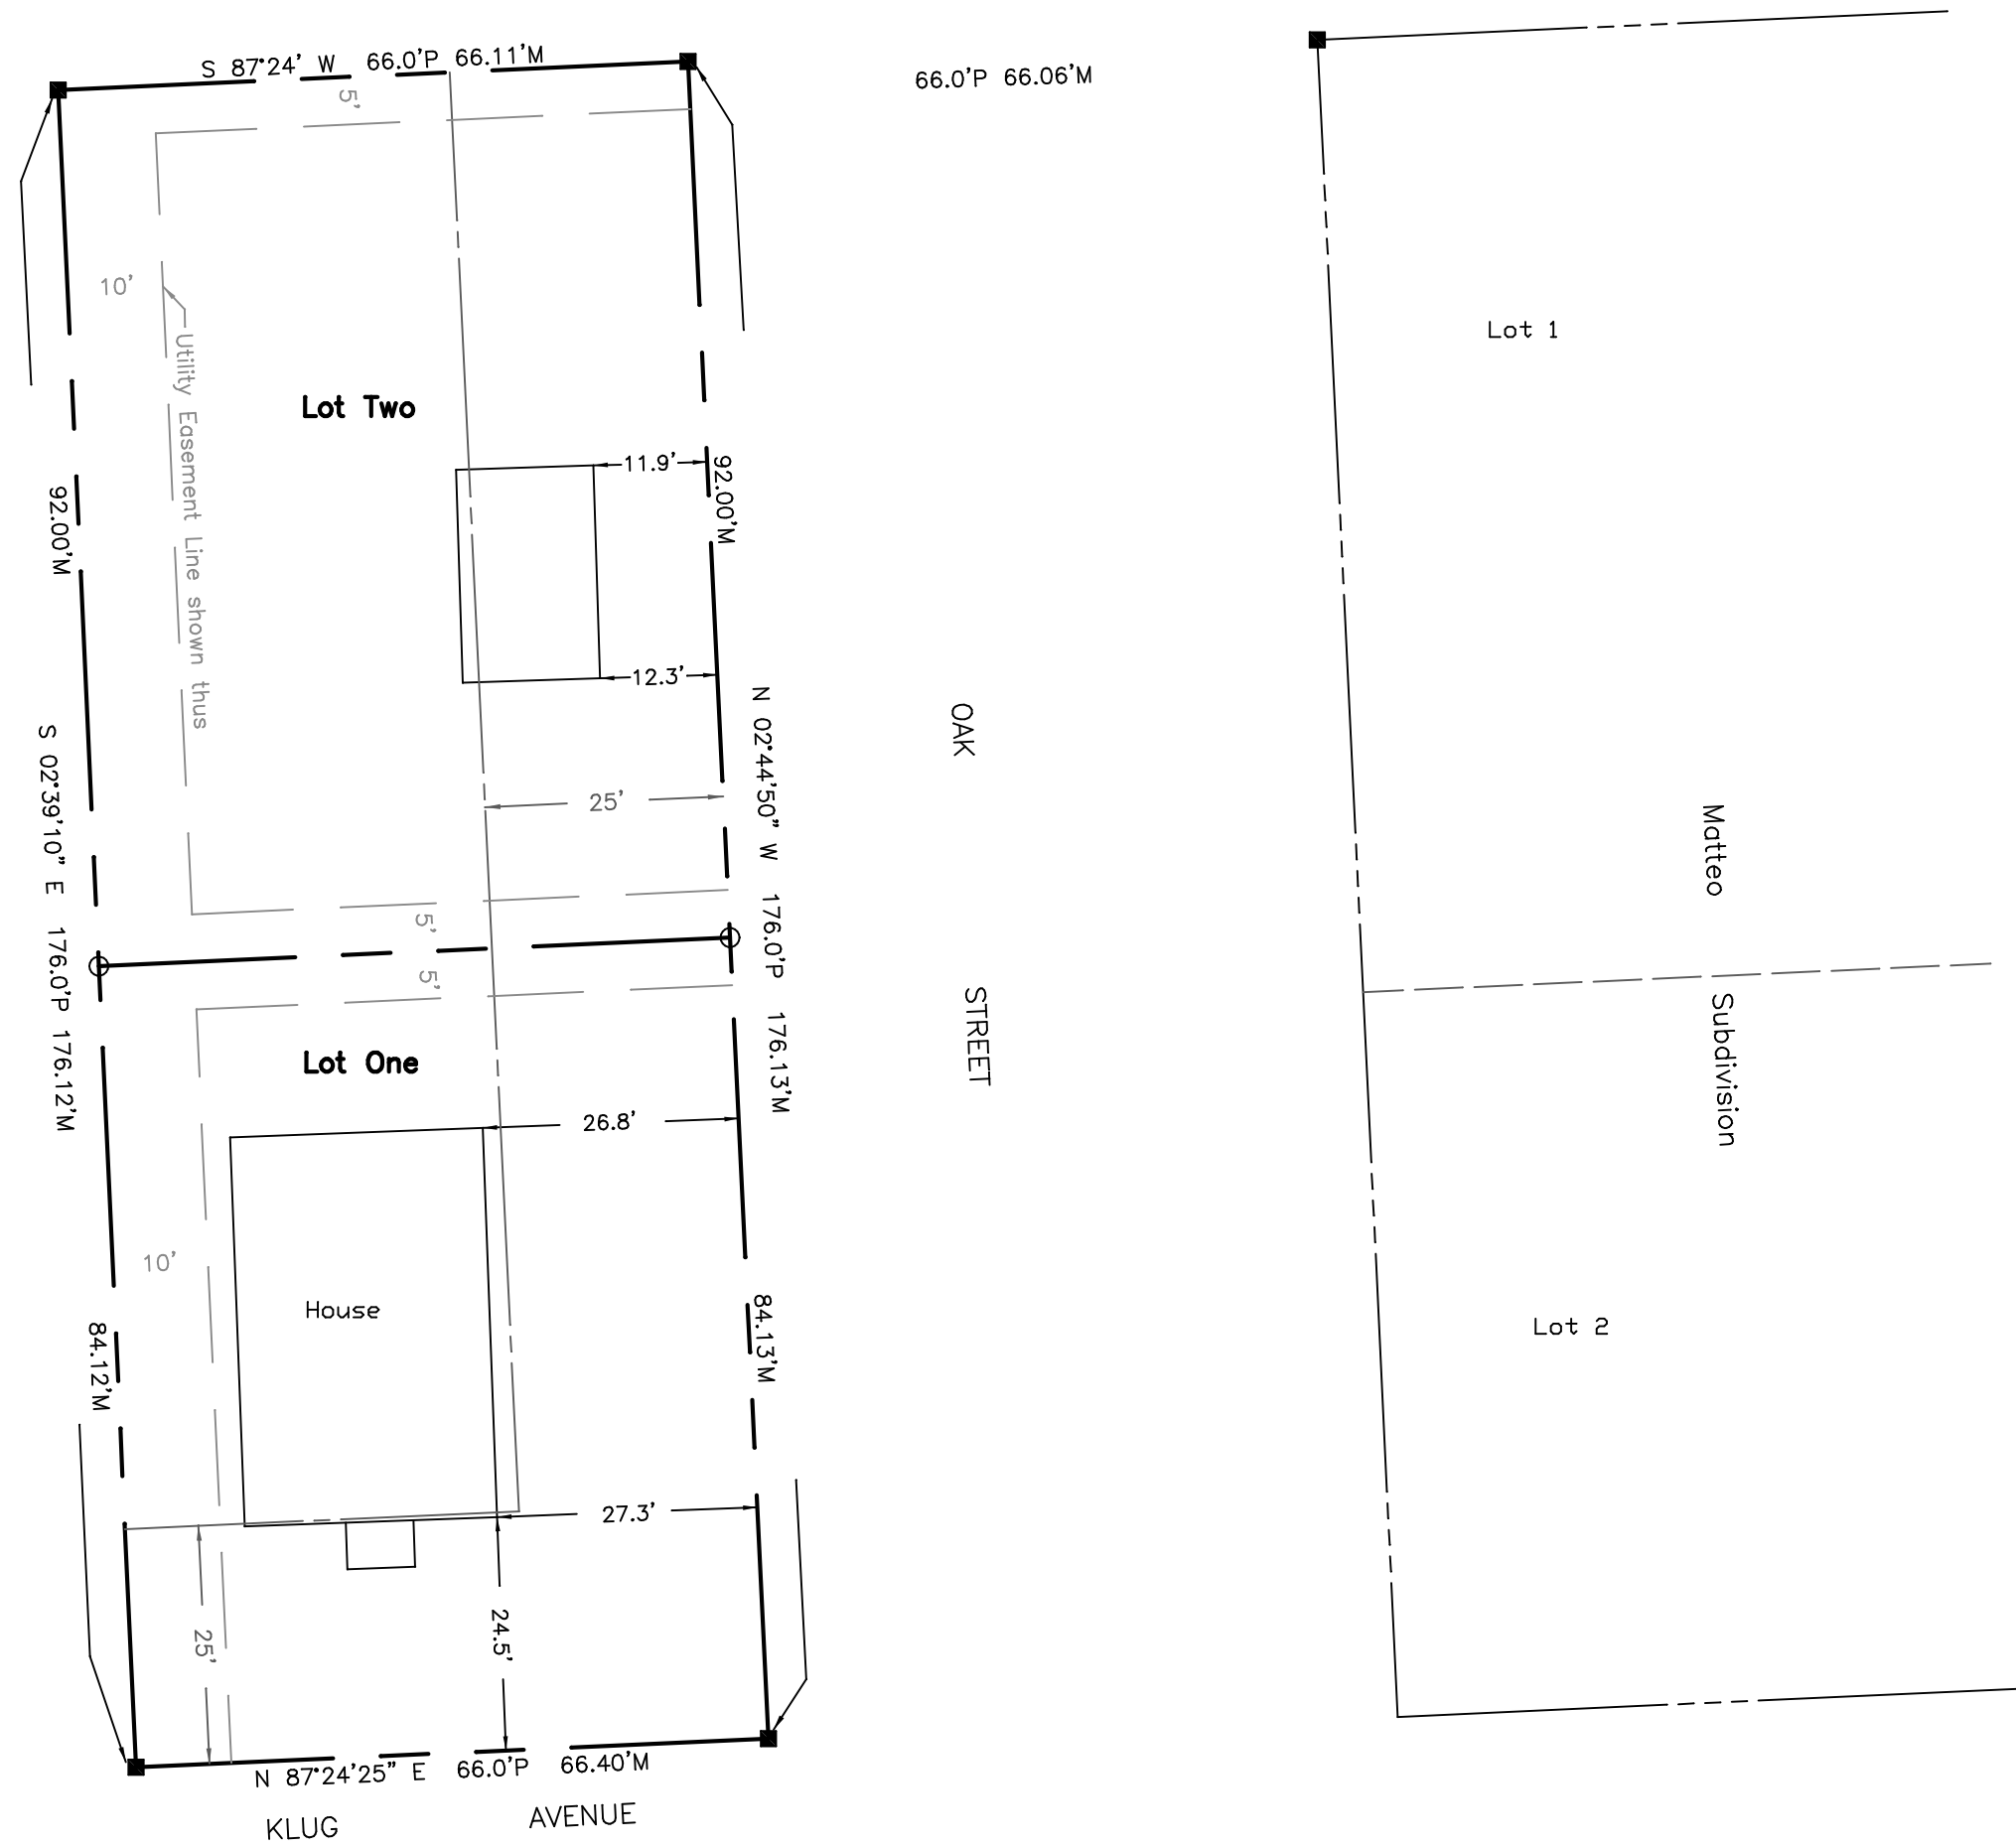 S 87°24' W 66.0'P 66.11'M
66.0'P 66.06'M
5'
10'
Utility Easement Line shown thus
Lot 1
Lot Two
11.9'
92.00'M
92.00'M
12.3'
S 02°39'10" E 176.0'P 176.12'M
N 02°44'50" W 176.0'P 176.13'M
OAK STREET
25'
Matteo Subdivision
5'
5'
Lot One
26.8'
10'
House
84.12'M
84.13'M
Lot 2
27.3'
25'
24.5'
N 87°24'25" E 66.0'P 66.40'M
KLUG AVENUE